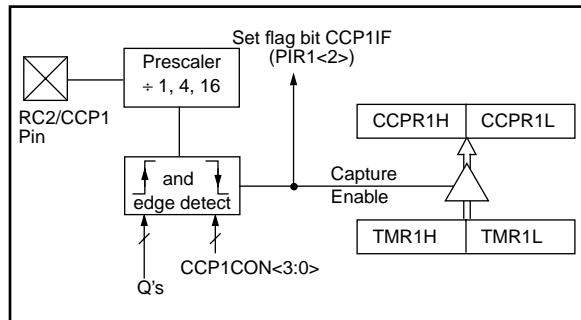 Set flag bit CCP1IF
(PIR1<2>)
Prescaler
÷ 1, 4, 16
RC2/CCP1
Pin
CCPR1H CCPR1L
and
edge detect
Capture
Enable
TMR1H TMR1L
CCP1CON<3:0>
Q's